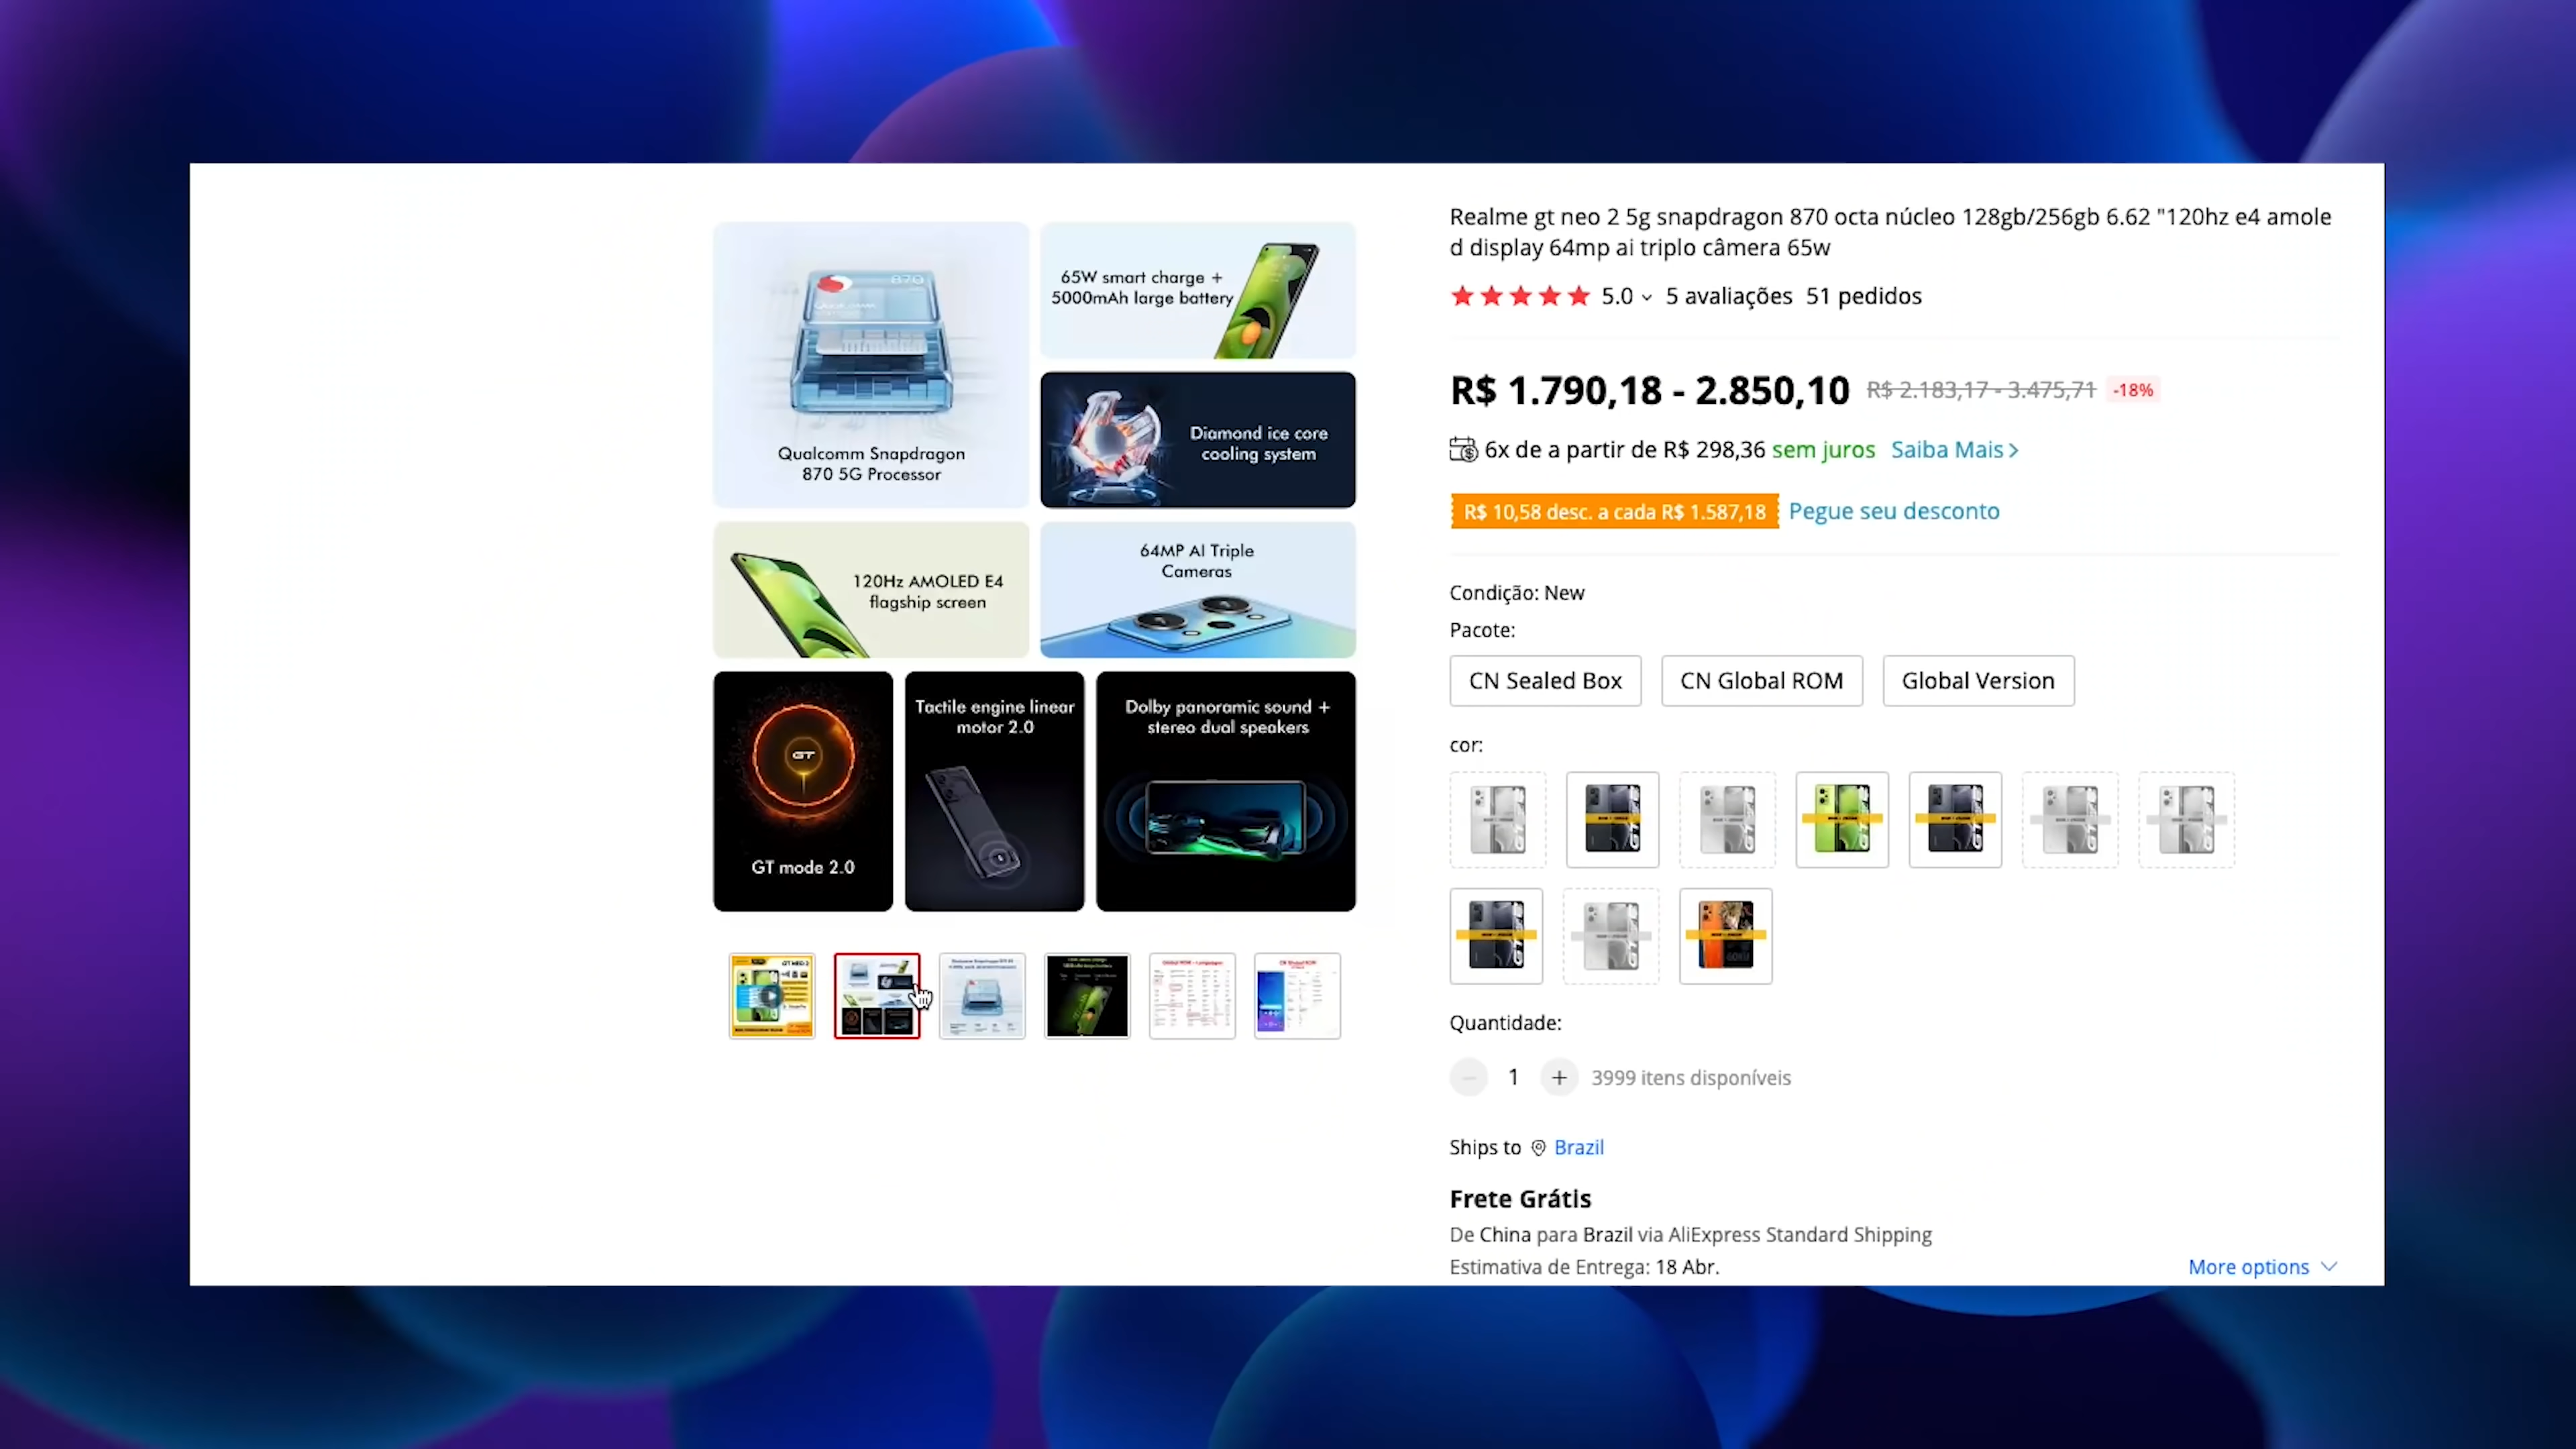 870
Qualcomm Snapdragon
870 5G Processor
65W smart charge +
5000mAh large battery
Diamond ice core
cooling system
120Hz AMOLED E4
flagship screen
64MP AI Triple
Cameras
GT
GT mode 2.0
Tactile engine linear
motor 2.0
Dolby panoramic sound +
stereo dual speakers
Realme gt neo 2 5g snapdragon 870 octa núcleo 128gb/256gb 6.62 "120hz e4 amole
d display 64mp ai triplo câmera 65w
5.0 5 avaliações 51 pedidos
R$ 1.790,18 - 2.850,10 R$ 2.183,17 - 3.475,71 -18%
6x de a partir de R$ 298,36 sem juros Saiba Mais
R$ 10,58 desc. a cada R$ 1.587,18 Pegue seu desconto
Condição: New
Pacote:
CN Sealed Box CN Global ROM Global Version
cor:
Quantidade:
1 + 3999 itens disponíveis
Ships to Brazil
Frete Grátis
De China para Brazil via AliExpress Standard Shipping
Estimativa de Entrega: 18 Abr.
More options